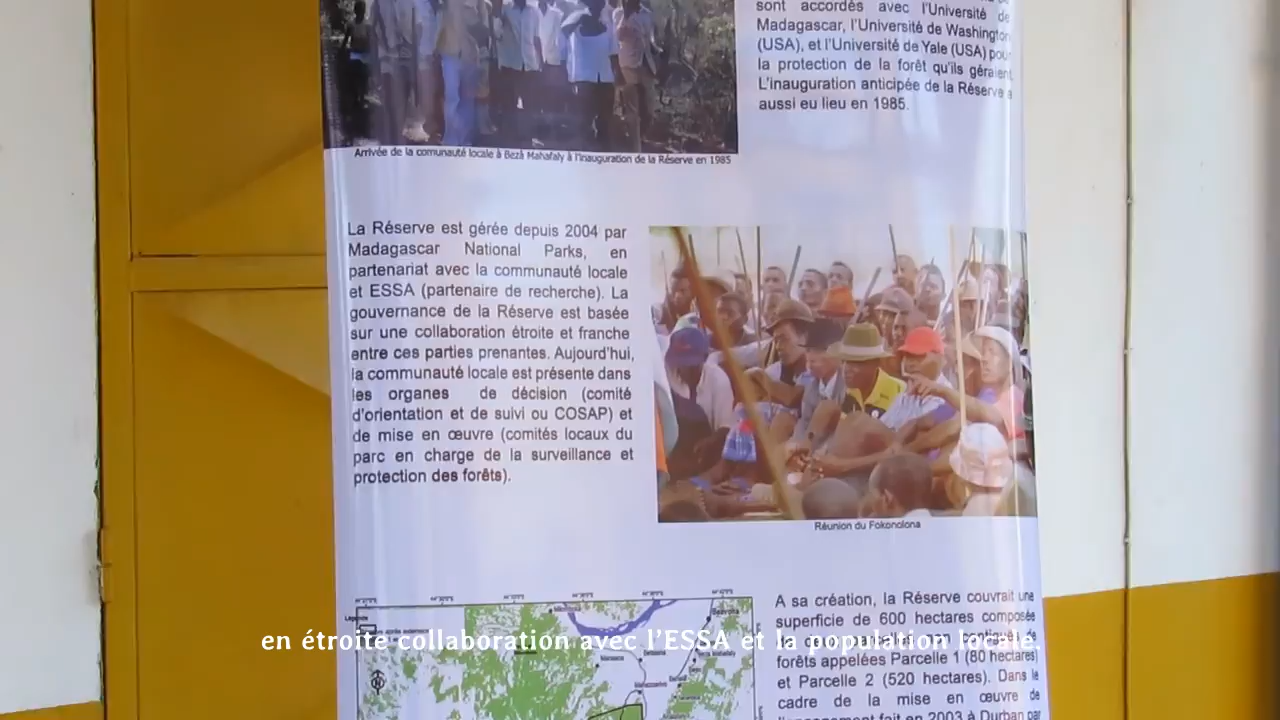 sont accordés avec l'Université de
Madagascar, l'Université de Washington
(USA), et l'Université de Yale (USA) pour
la protection de la forêt qu'ils géraient.
L'inauguration anticipée de la Réserve a
aussi eu lieu en 1985.
Arrivée de la comunauté locale à Bezà Mahafaly à l'inauguration de la Réserve en 1985
La Réserve est gérée depuis 2004 par
Madagascar National Parks, en
partenariat avec la communauté locale
et ESSA (partenaire de recherche). La
gouvernance de la Réserve est basée
sur une collaboration étroite et franche
entre ces parties prenantes. Aujourd'hui,
la communauté locale est présente dans
les organes de décision (comité
d'orientation et de suivi ou COSAP) et
de mise en œuvre (comités locaux du
parc en charge de la surveillance et
protection des forêts).
Réunion du Fokonolona
A sa création, la Réserve couvrait une
superficie de 600 hectares composée
forêts appelées Parcelle 1 (80 hectares)
et Parcelle 2 (520 hectares). Dans le
cadre de la mise en œuvre de
fait en 2003 à Durban par
en étroite collaboration avec l'ESSA et la population locale.